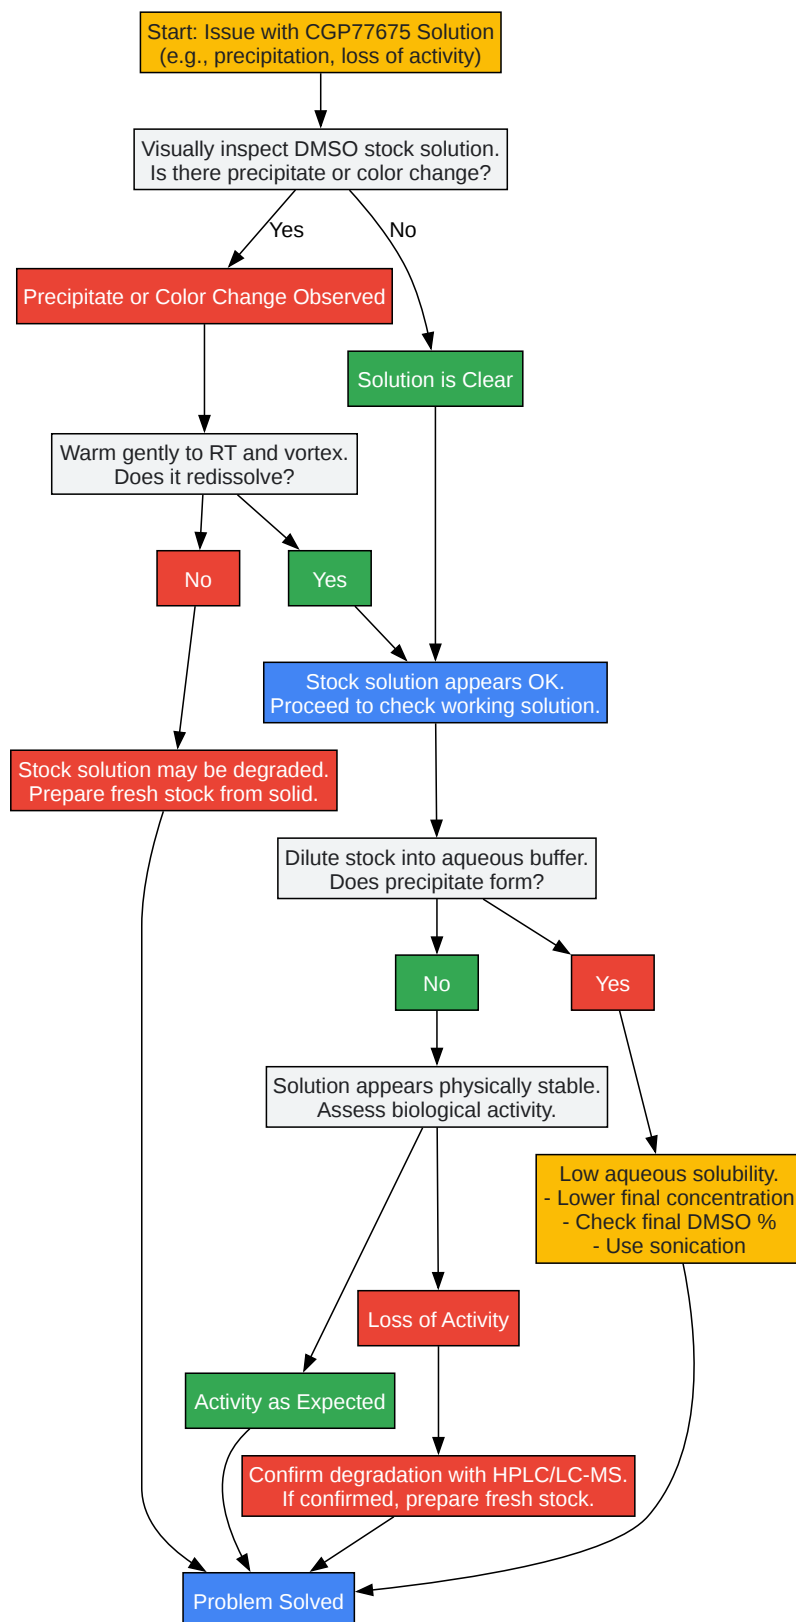 Start: Issue with CGP77675 Solution
(e.g., precipitation, loss of activity)
Visually inspect DMSO stock solution.
Is there precipitate or color change?
Yes
No
Precipitate or Color Change Observed
Solution is Clear
Warm gently to RT and vortex.
Does it redissolve?
No
Yes
Stock solution appears OK.
Proceed to check working solution.
Stock solution may be degraded.
Prepare fresh stock from solid.
Dilute stock into aqueous buffer.
Does precipitate form?
No
Yes
Solution appears physically stable.
Assess biological activity.
Low aqueous solubility.
- Lower final concentration
- Check final DMSO %
- Use sonication
Loss of Activity
Activity as Expected
Confirm degradation with HPLC/LC-MS.
If confirmed, prepare fresh stock.
Problem Solved